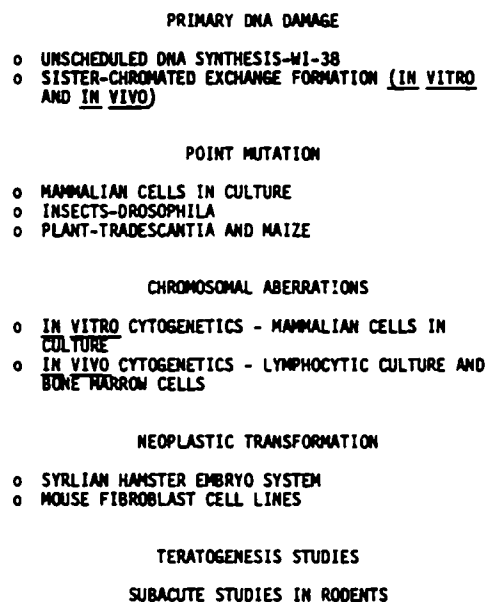 PRIMARY DNA DAMAGE
o UNSCHEDULED DNA SYNTHESIS-WI-38
o SISTER-CHROMATED EXCHANGE FORMATION (IN VITRO
AND IN VIVO)
POINT MUTATION
o MAMMALIAN CELLS IN CULTURE
o INSECTS-DROSOPHILA
o PLANT-TRADESCANTIA AND MAIZE
CHROMOSOMAL ABERRATIONS
o IN VITRO CYTOGENETICS - MAMMALIAN CELLS IN
CULTURE
o IN VIVO CYTOGENETICS - LYMPHOCYTIC CULTURE AND
BONE MARROW CELLS
NEOPLASTIC TRANSFORMATION
o SYRLIAN HAMSTER EMBRYO SYSTEM
o MOUSE FIBROBLAST CELL LINES
TERATOGENESIS STUDIES
SUBACUTE STUDIES IN RODENTS